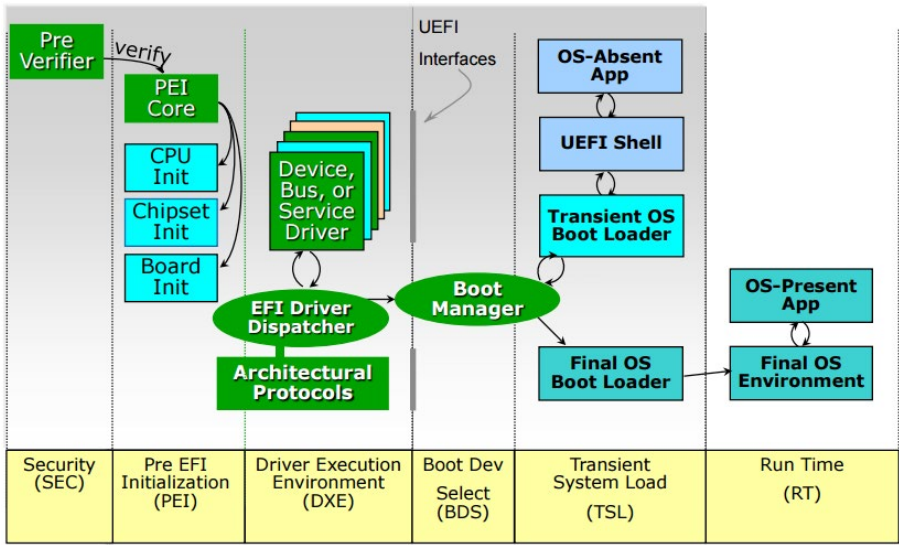 Pre
Verifier
verify
PEI
Core
CPU
Init
Chipset
Init
Board
Init
Device,
Bus, or
Service
Driver
EFI Driver
Dispatcher
Architectural
Protocols
UEFI
Interfaces
Boot
Manager
OS-Absent
App
UEFI Shell
Transient OS
Boot Loader
Final OS
Boot Loader
OS-Present
App
Final OS
Environment
Security
(SEC)
Pre EFI
Initialization
(PEI)
Driver Execution
Environment
(DXE)
Boot Dev
Select
(BDS)
Transient
System Load
(TSL)
Run Time
(RT)